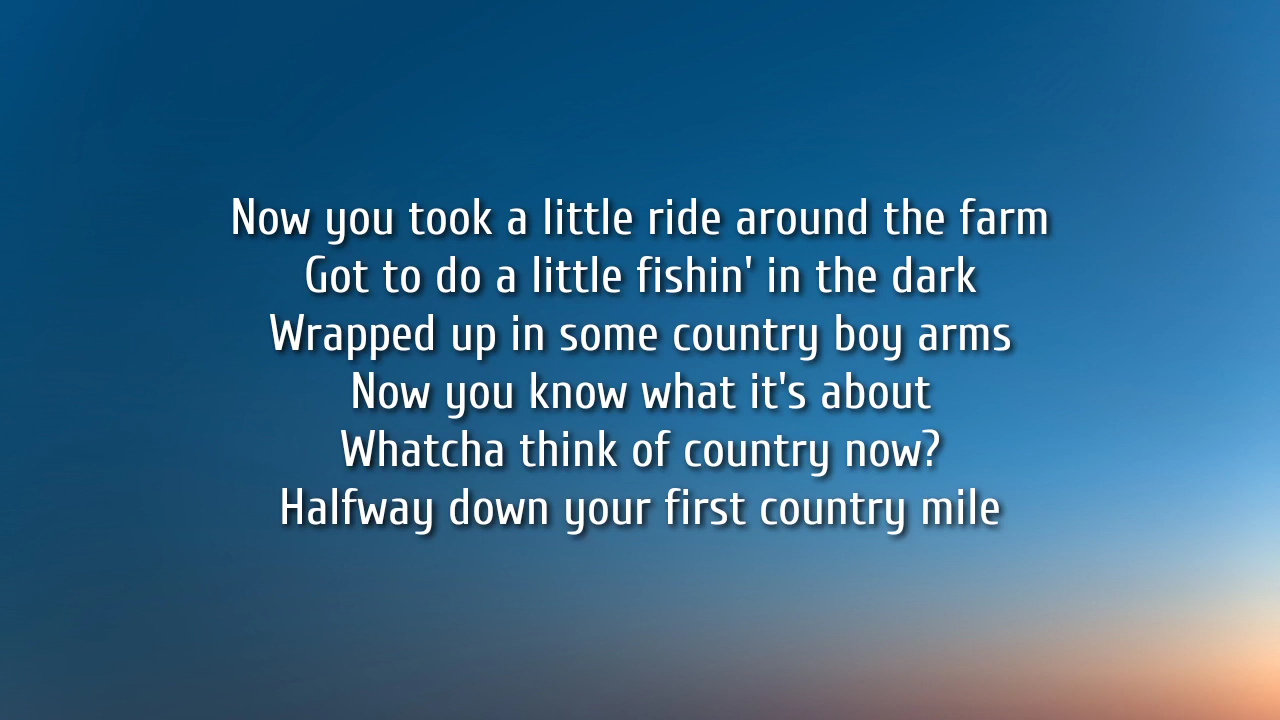 Now you took a little ride around the farm
Got to do a little fishin' in the dark
Wrapped up in some country boy arms
Now you know what it's about
Whatcha think of country now?
Halfway down your first country mile